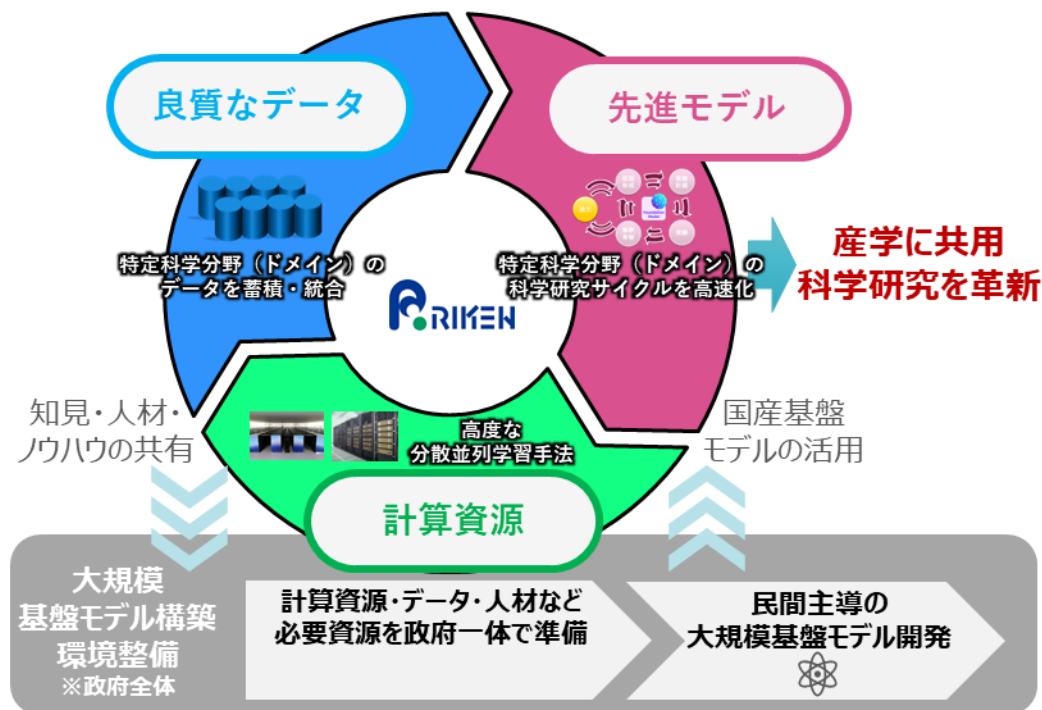 良質なデータ
先進モデル
特定科学分野（ドメイン）の
データを蓄積・統合
特定科学分野（ドメイン）の
科学研究サイクルを高速化
産学に共用
科学研究を革新
RIKEN
知見・人材・
ノウハウの共有
高度な
分散並列学習手法
国産基盤
モデルの活用
計算資源
大規模
基盤モデル構築
環境整備
※政府全体
計算資源・データ・人材など
必要資源を政府一体で準備
民間主導の
大規模基盤モデル開発